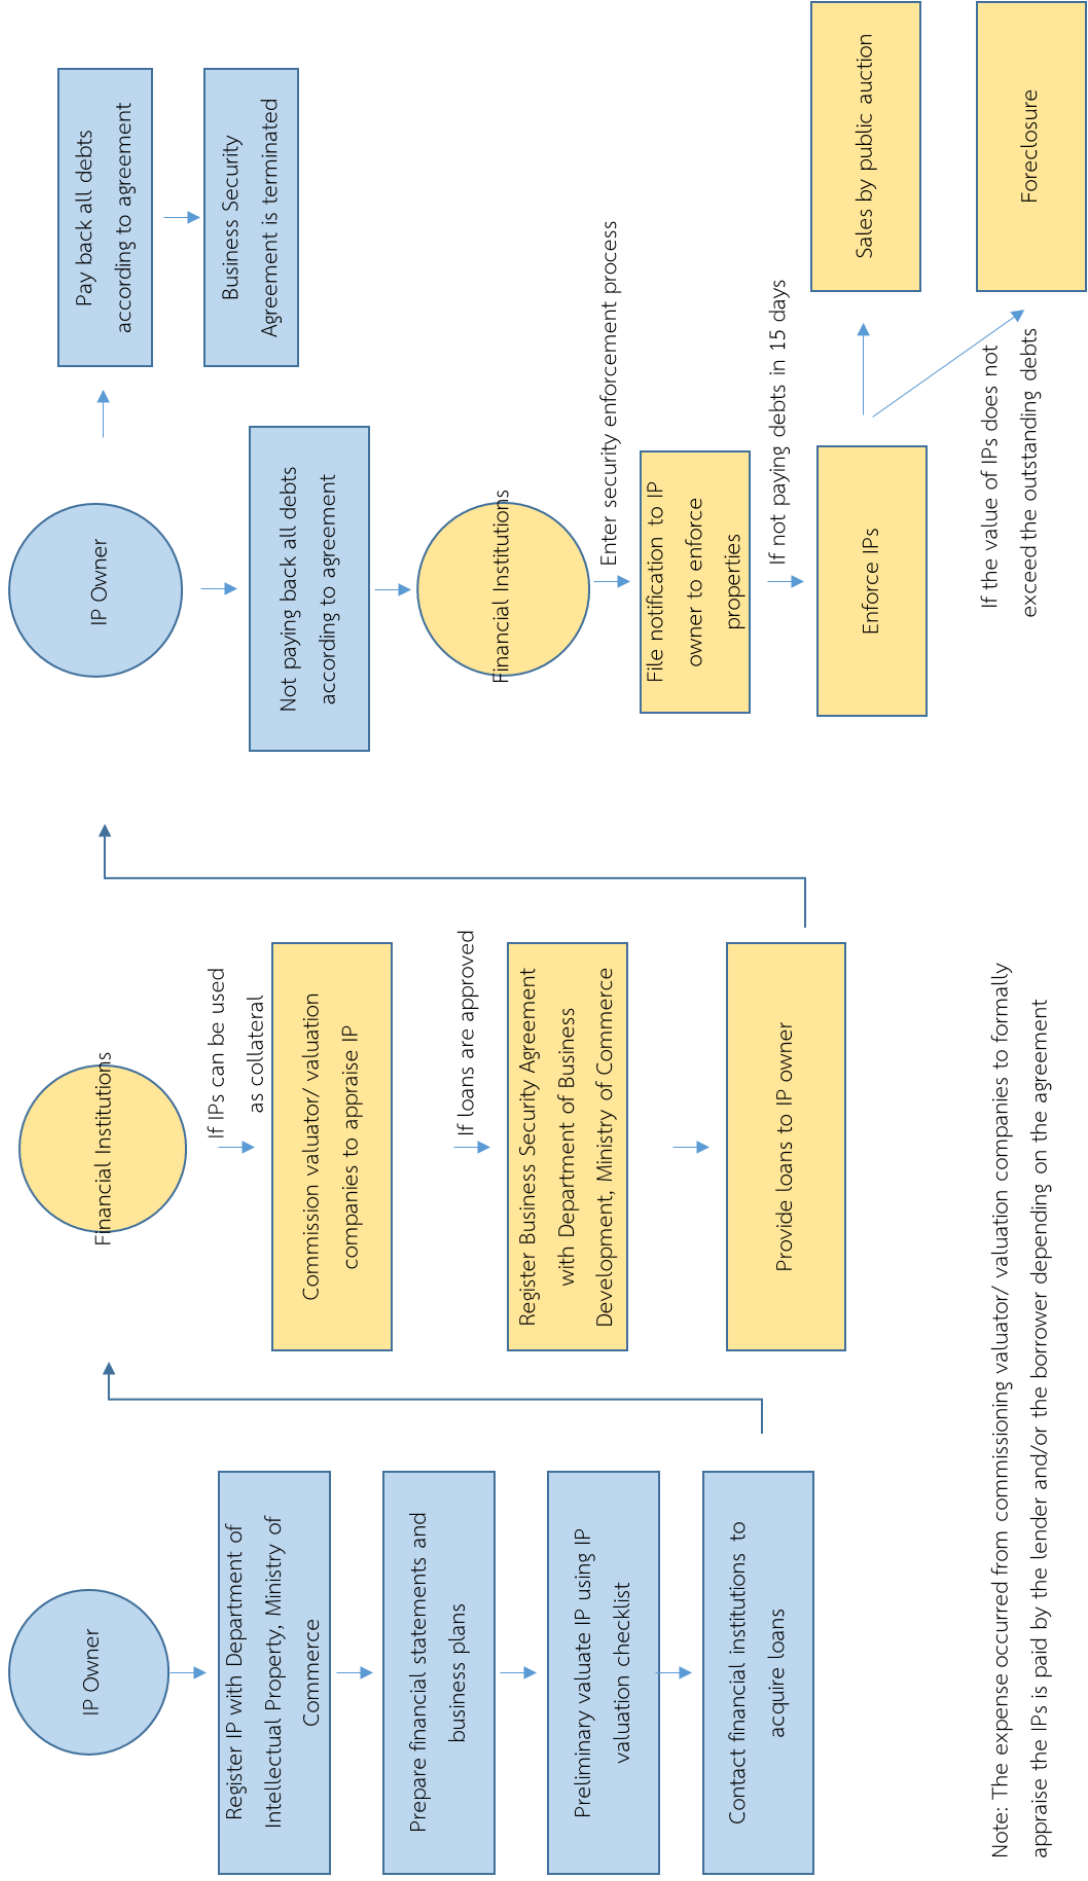 IP Owner
Register IP with Department of
Intellectual Property, Ministry of
Commerce
Prepare financial statements and
business plans
Preliminary valuate IP using IP
valuation checklist
Contact financial institutions to
acquire loans
Financial Institutions
If IPs can be used
as collateral
Commission valuator/ valuation
companies to appraise IP
If loans are approved
Register Business Security Agreement
with Department of Business
Development, Ministry of Commerce
Provide loans to IP owner
IP Owner
Pay back all debts
according to agreement
Business Security
Agreement is terminated
Not paying back all debts
according to agreement
Financial Institutions
Enter security enforcement process
File notification to IP
owner to enforce
properties
If not paying debts in 15 days
Enforce IPs
Sales by public auction
If the value of IPs does not
exceed the outstanding debts
Foreclosure
Note: The expense occurred from commissioning valuator/ valuation companies to formally
appraise the IPs is paid by the lender and/or the borrower depending on the agreement